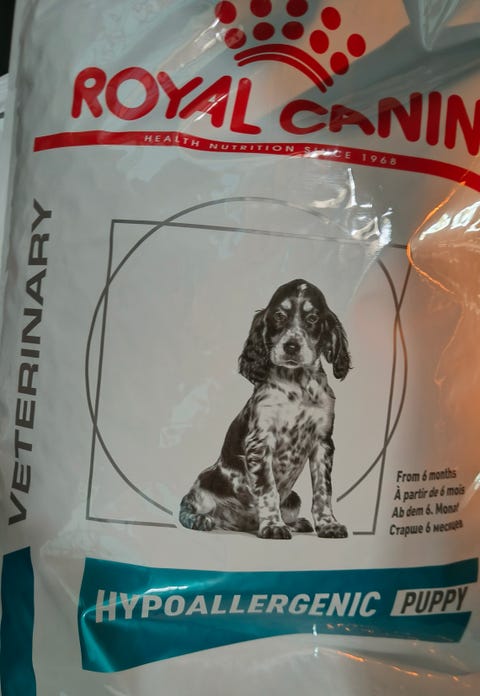 ROYAL CANIN
HEALTH NUTRITION SINCE 1968
VETERINARY
From 6 months
À partir de 6 mois
Ab dem 6. Monat
Старше 6 месяцев
HYPOALLERGENIC PUPPY